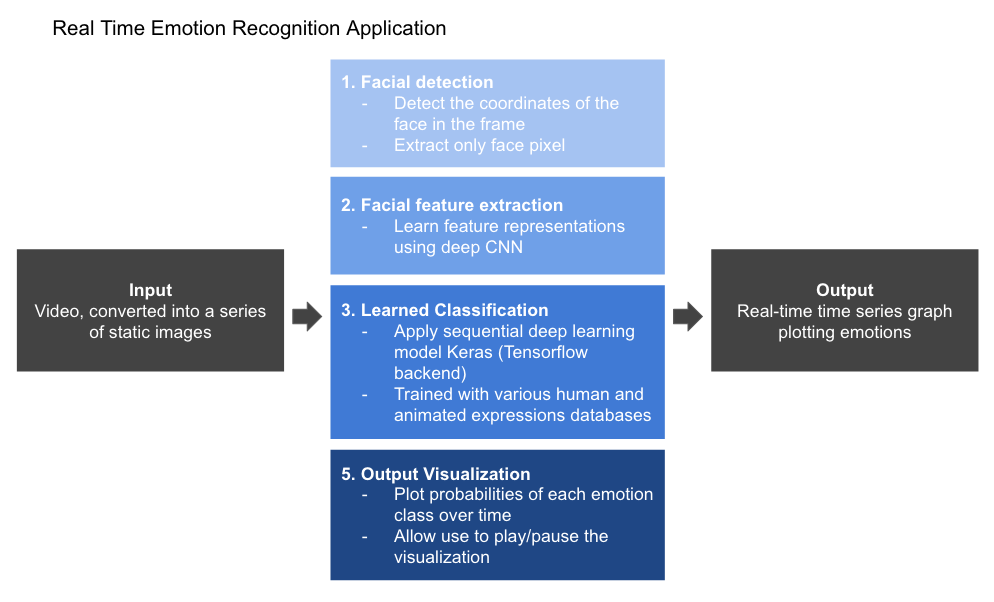 Real Time Emotion Recognition Application
1. Facial detection
- Detect the coordinates of the
face in the frame
- Extract only face pixel
2. Facial feature extraction
- Learn feature representations
using deep CNN
Input
Video, converted into a series
of static images
3. Learned Classification
- Apply sequential deep learning
model Keras (Tensorflow
backend)
- Trained with various human and
animated expressions databases
Output
Real-time time series graph
plotting emotions
5. Output Visualization
- Plot probabilities of each emotion
class over time
- Allow use to play/pause the
visualization